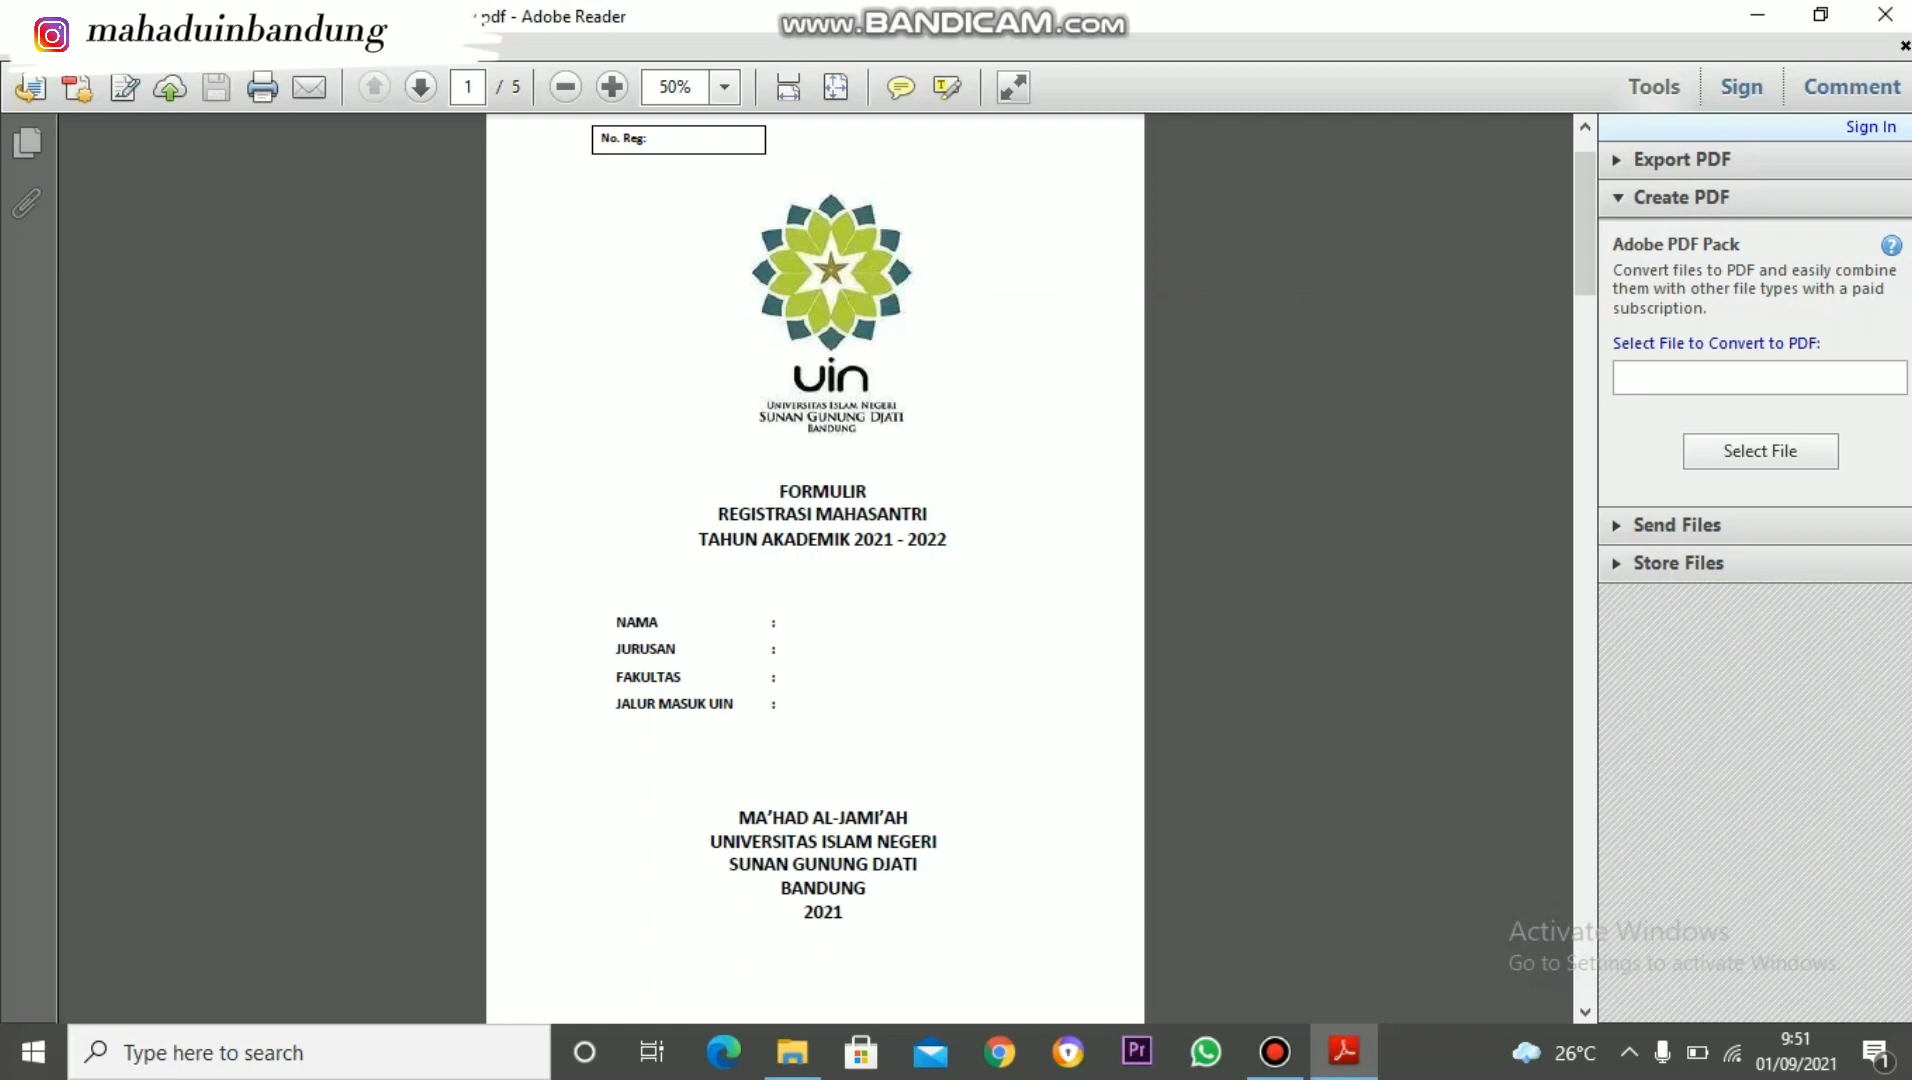 mahaduinbandung
pdf - Adobe Reader
www.BANDICAM.com
1 / 5
50%
Tools
Sign
Comment
Sign In
Export PDF
Create PDF
Adobe PDF Pack
Convert files to PDF and easily combine
them with other file types with a paid
subscription.
Select File to Convert to PDF:
Select File
Send Files
Store Files
No. Reg:
uin
UNIVERSITAS ISLAM NEGERI
SUNAN GUNUNG DJATI
BANDUNG
FORMULIR
REGISTRASI MAHASANTRI
TAHUN AKADEMIK 2021 - 2022
NAMA :
JURUSAN :
FAKULTAS :
JALUR MASUK UIN :
MA’HAD AL-JAMI’AH
UNIVERSITAS ISLAM NEGERI
SUNAN GUNUNG DJATI
BANDUNG
2021
Activate Windows
Go to Settings to activate Windows.
Type here to search
Pr
26°C
9:51
01/09/2021
1